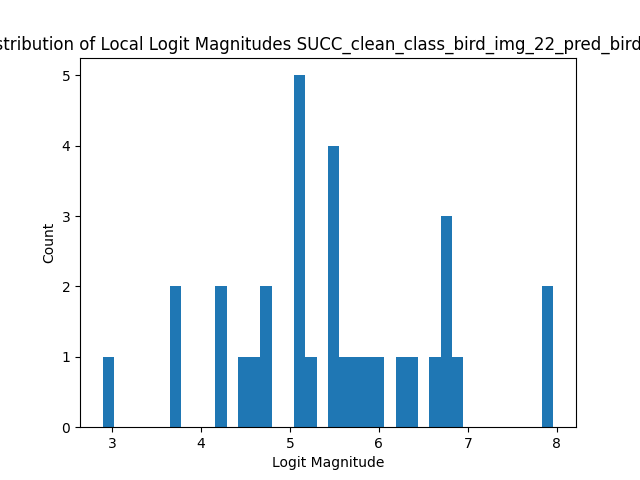 stribution of Local Logit Magnitudes SUCC_clean_class_bird_img_22_pred_bird
5
4
3
2
1
0
Count
3 4 5 6 7 8
Logit Magnitude